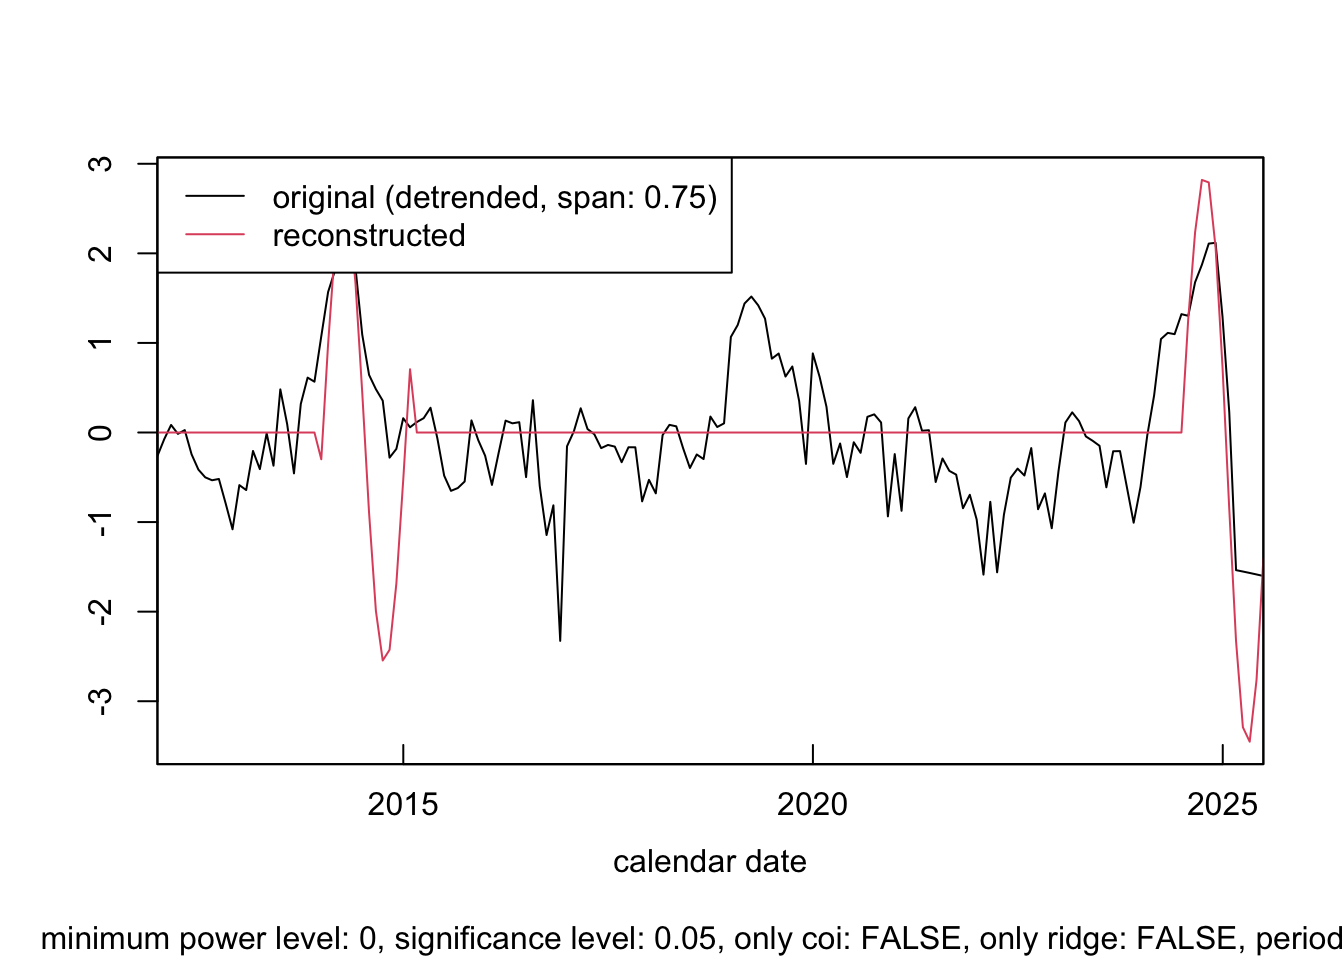 original (detrended, span: 0.75)
reconstructed
3
2
1
0
-1
-2
-3
2015 2020 2025
calendar date
minimum power level: 0, significance level: 0.05, only coi: FALSE, only ridge: FALSE, period